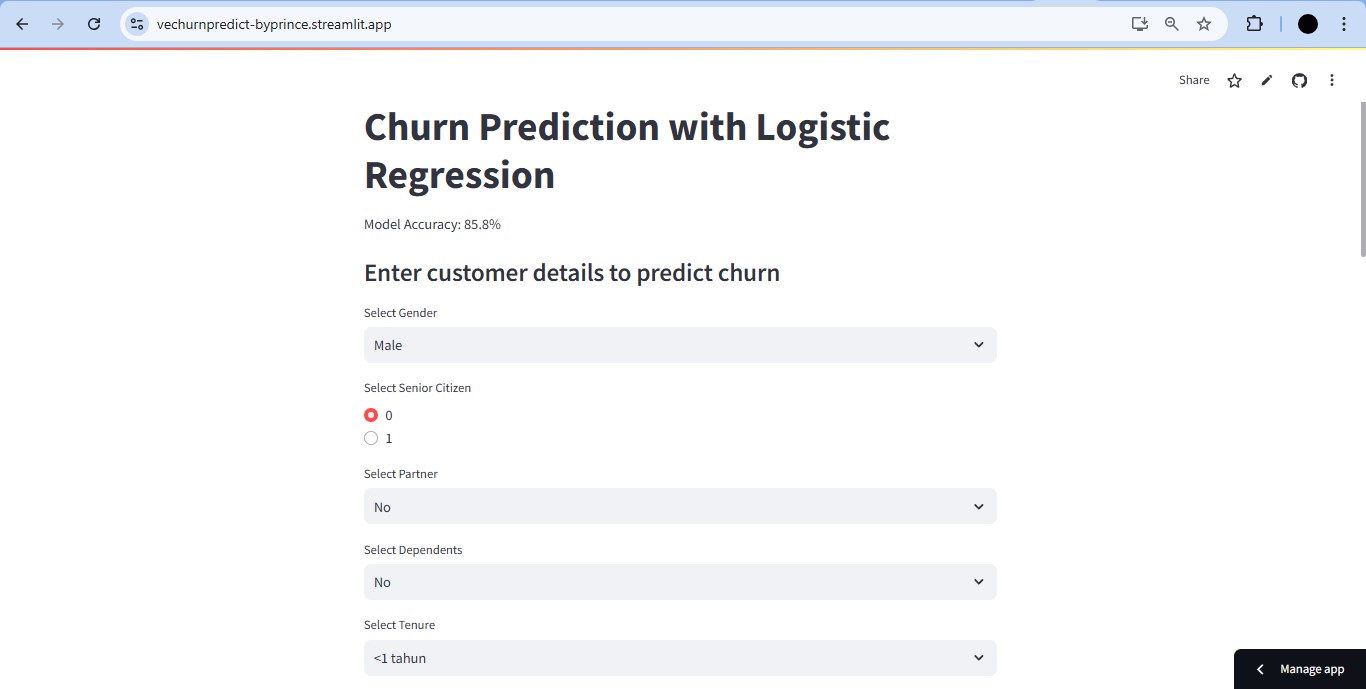 vechurnpredict-byprince.streamlit.app
Share
Churn Prediction with Logistic
Regression
Model Accuracy: 85.8%
Enter customer details to predict churn
Select Gender
Male
Select Senior Citizen
0
1
Select Partner
No
Select Dependents
No
Select Tenure
<1 tahun
Manage app